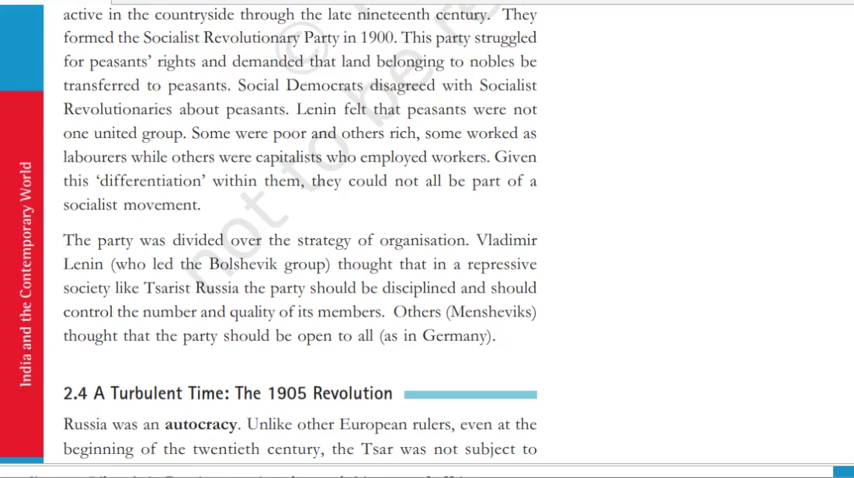 active in the countryside through the late nineteenth century. They
formed the Socialist Revolutionary Party in 1900. This party struggled
for peasants' rights and demanded that land belonging to nobles be
transferred to peasants. Social Democrats disagreed with Socialist
Revolutionaries about peasants. Lenin felt that peasants were not
one united group. Some were poor and others rich, some worked as
labourers while others were capitalists who employed workers. Given
this ‘differentiation’ within them, they could not all be part of a
socialist movement.
The party was divided over the strategy of organisation. Vladimir
Lenin (who led the Bolshevik group) thought that in a repressive
society like Tsarist Russia the party should be disciplined and should
control the number and quality of its members. Others (Mensheviks)
thought that the party should be open to all (as in Germany).
2.4 A Turbulent Time: The 1905 Revolution
Russia was an autocracy. Unlike other European rulers, even at the
beginning of the twentieth century, the Tsar was not subject to
India and the Contemporary World
© not to be re